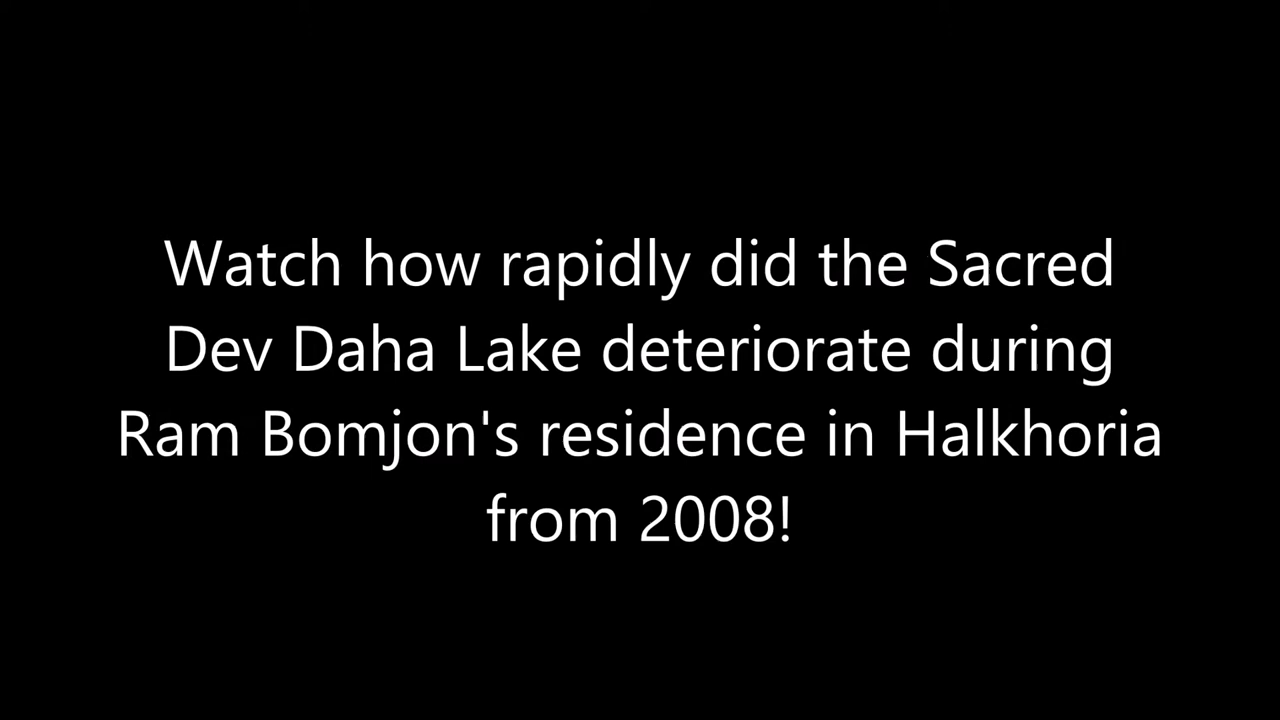 Watch how rapidly did the Sacred
Dev Daha Lake deteriorate during
Ram Bomjon's residence in Halkhoria
from 2008!